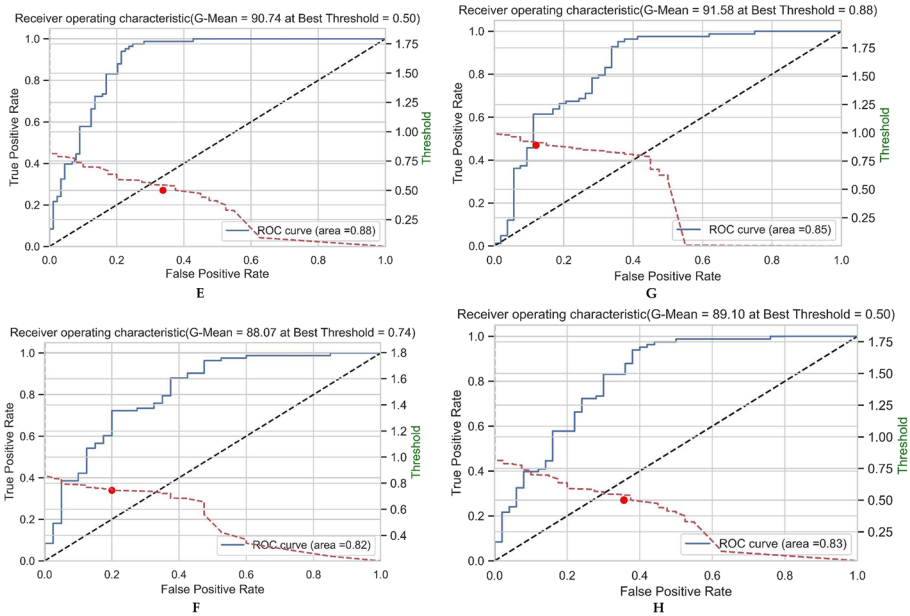 Receiver operating characteristic(G-Mean = 90.74 at Best Threshold = 0.50)
1.0
0.8
0.6
0.4
0.2
0.0
True Positive Rate
1.75
1.50
1.25
1.00
0.75
0.50
0.25
Threshold
ROC curve (area =0.88)
0.0 0.2 0.4 0.6 0.8 1.0
False Positive Rate
E
Receiver operating characteristic(G-Mean = 91.58 at Best Threshold = 0.88)
1.0
0.8
0.6
0.4
0.2
0.0
True Positive Rate
1.75
1.50
1.25
1.00
0.75
0.50
0.25
Threshold
ROC curve (area =0.85)
0.0 0.2 0.4 0.6 0.8 1.0
False Positive Rate
G
Receiver operating characteristic(G-Mean = 88.07 at Best Threshold = 0.74)
1.0
0.8
0.6
0.4
0.2
0.0
True Positive Rate
1.8
1.6
1.4
1.2
1.0
0.8
0.6
0.4
Threshold
ROC curve (area =0.82)
0.0 0.2 0.4 0.6 0.8 1.0
False Positive Rate
F
Receiver operating characteristic(G-Mean = 89.10 at Best Threshold = 0.50)
1.0
0.8
0.6
0.4
0.2
0.0
True Positive Rate
1.75
1.50
1.25
1.00
0.75
0.50
0.25
Threshold
ROC curve (area =0.83)
0.0 0.2 0.4 0.6 0.8 1.0
False Positive Rate
H